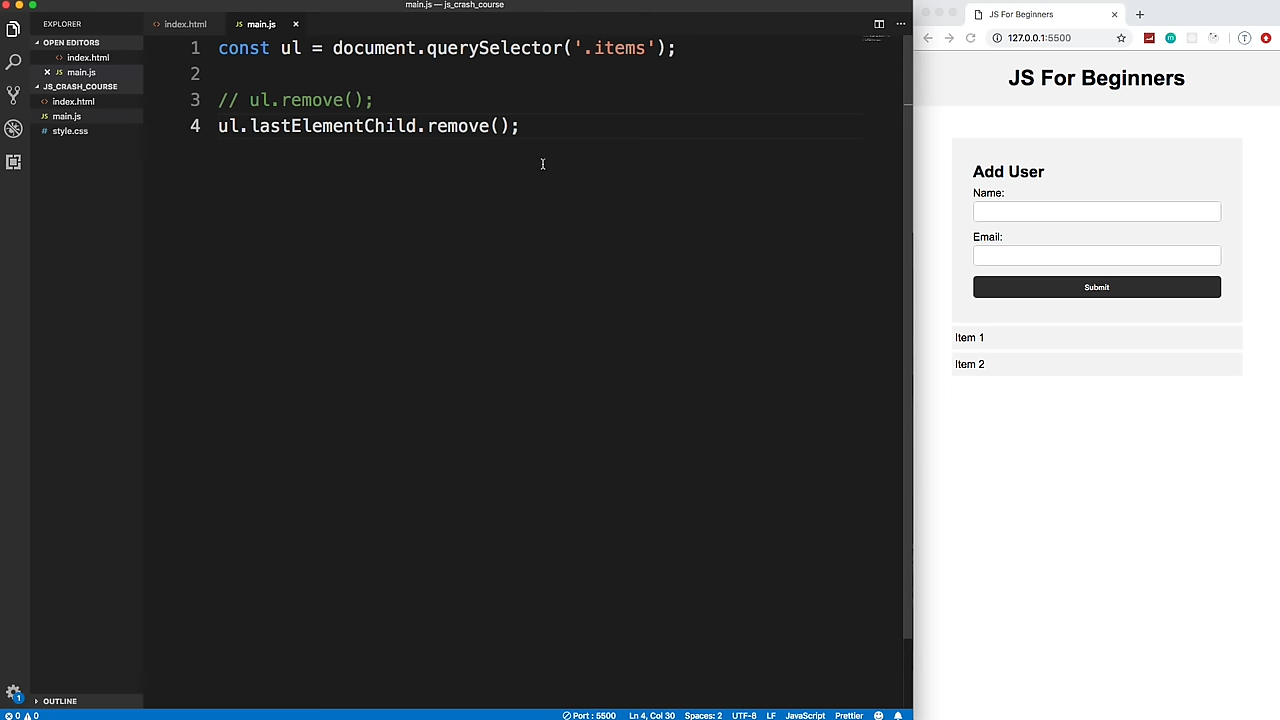 main.js — js_crash_course
EXPLORER
OPEN EDITORS
index.html
main.js
JS_CRASH_COURSE
index.html
main.js
style.css
OUTLINE
index.html
main.js
1 const ul = document.querySelector('.items');
2
3 // ul.remove();
4 ul.lastElementChild.remove();
0 0
Port : 5500 Ln 4, Col 30 Spaces: 2 UTF-8 LF JavaScript Prettier
JS For Beginners
127.0.0.1:5500
JS For Beginners
Add User
Name:
Email:
Submit
Item 1
Item 2